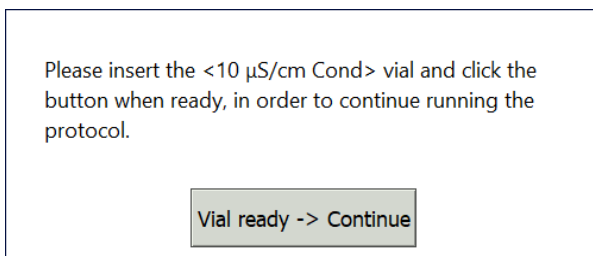 Please insert the <10 µS/cm Cond> vial and click the
button when ready, in order to continue running the
protocol.
Vial ready -> Continue